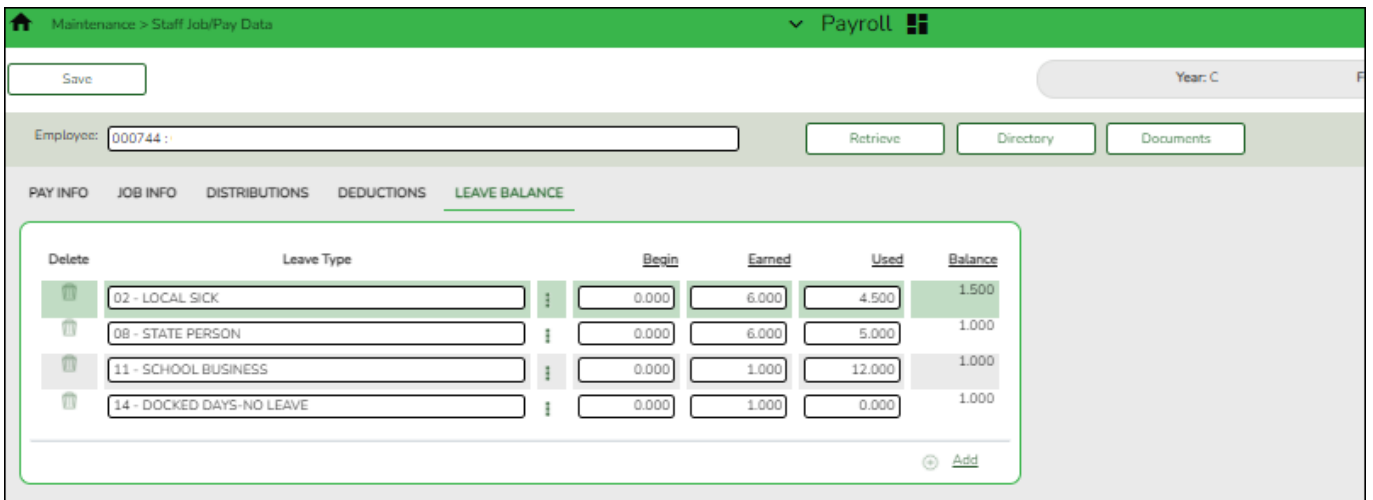 Maintenance > Staff Job/Pay Data Payroll
Save Year: C F
Employee: 000744 : Retrieve Directory Documents
PAY INFO JOB INFO DISTRIBUTIONS DEDUCTIONS LEAVE BALANCE
Delete Leave Type Begin Earned Used Balance
02 - LOCAL SICK 0.000 6.000 4.500 1.500
08 - STATE PERSON 0.000 6.000 5.000 1.000
11 - SCHOOL BUSINESS 0.000 1.000 12.000 1.000
14 - DOCKED DAYS-NO LEAVE 0.000 1.000 0.000 1.000
Add